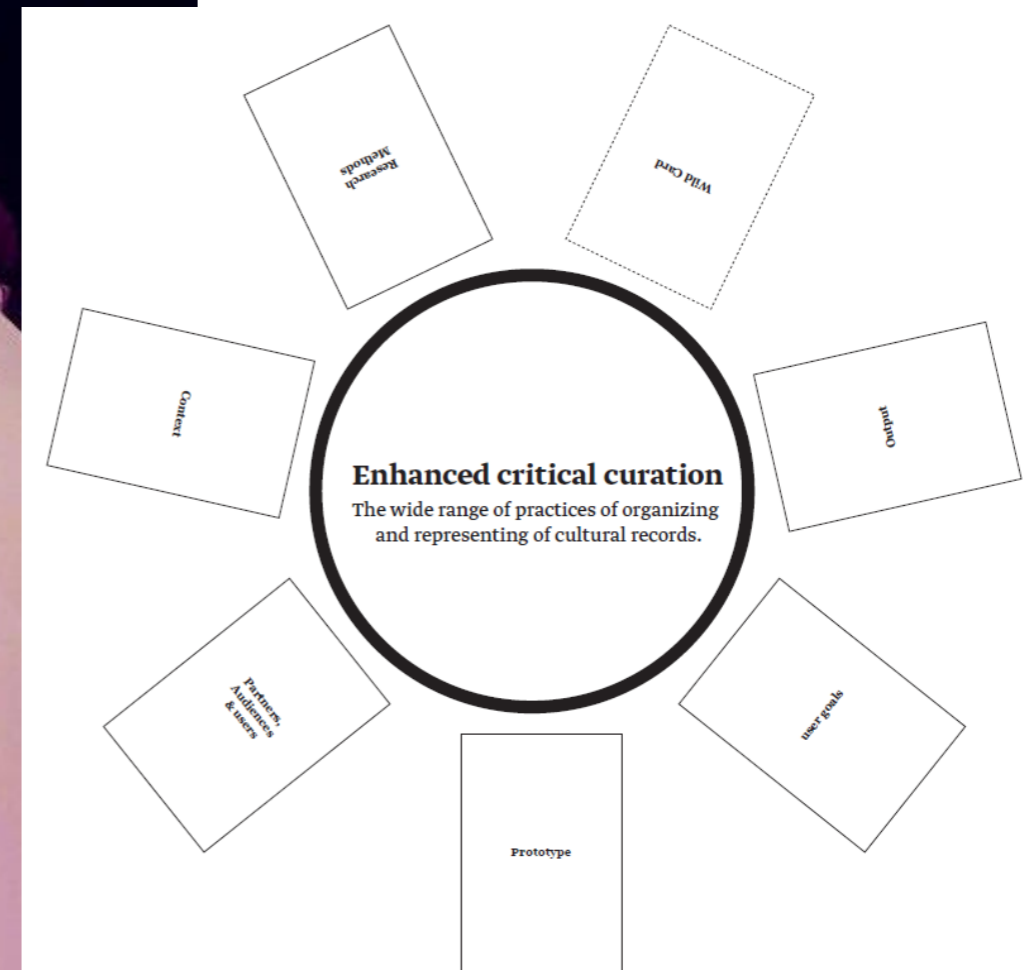 Research
Methods
Wild Card
Context
Output
Enhanced critical curation
The wide range of practices of organizing
and representing of cultural records.
Partners,
Audiences
& users
user goals
Prototype